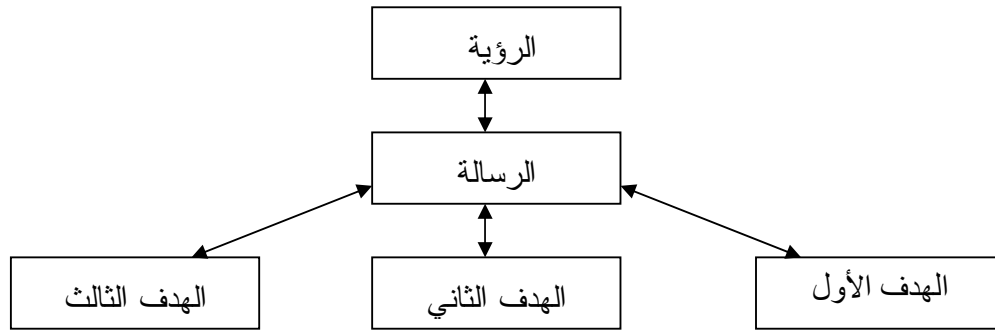 الرؤية
الرسالة
الهدف الأول
الهدف الثاني
الهدف الثالث